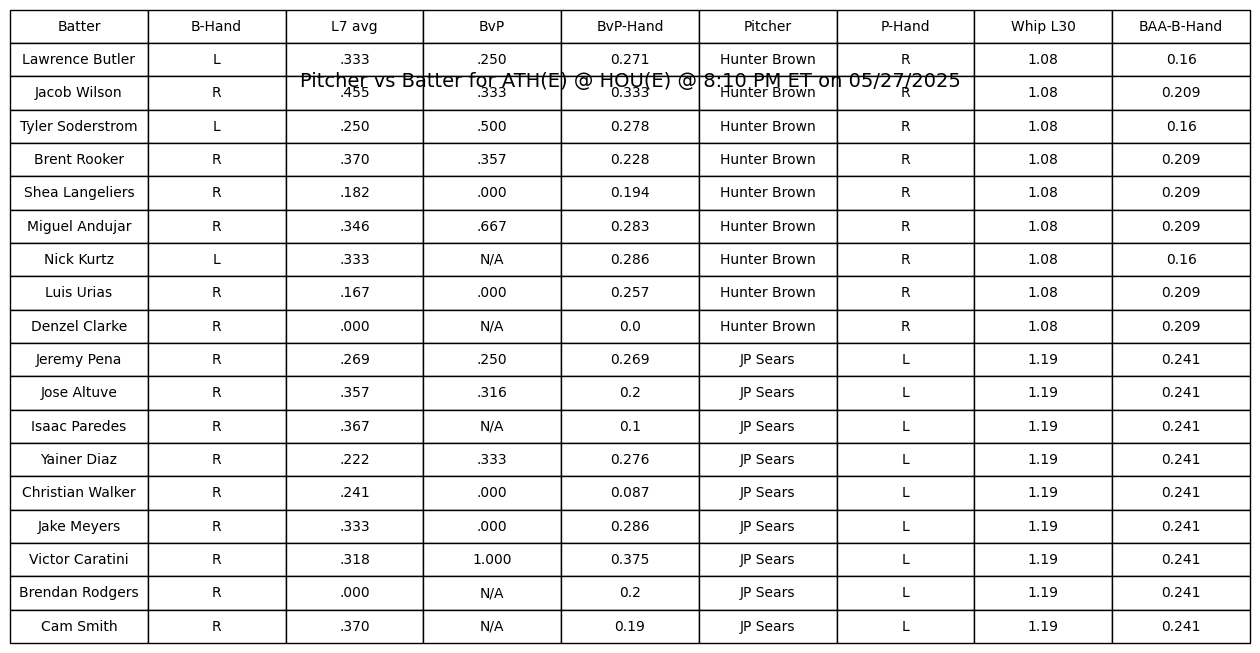 Batter B-Hand L7 avg BvP BvP-Hand Pitcher P-Hand Whip L30 BAA-B-Hand
Lawrence Butler L .333 .250 0.271 Hunter Brown R 1.08 0.16
Pitcher vs Batter for ATH(E) @ HOU(E) @ 8:10 PM ET on 05/27/2025
Jacob Wilson R .455 .333 0.333 Hunter Brown R 1.08 0.209
Tyler Soderstrom L .250 .500 0.278 Hunter Brown R 1.08 0.16
Brent Rooker R .370 .357 0.228 Hunter Brown R 1.08 0.209
Shea Langeliers R .182 .000 0.194 Hunter Brown R 1.08 0.209
Miguel Andujar R .346 .667 0.283 Hunter Brown R 1.08 0.209
Nick Kurtz L .333 N/A 0.286 Hunter Brown R 1.08 0.16
Luis Urias R .167 .000 0.257 Hunter Brown R 1.08 0.209
Denzel Clarke R .000 N/A 0.0 Hunter Brown R 1.08 0.209
Jeremy Pena R .269 .250 0.269 JP Sears L 1.19 0.241
Jose Altuve R .357 .316 0.2 JP Sears L 1.19 0.241
Isaac Paredes R .367 N/A 0.1 JP Sears L 1.19 0.241
Yainer Diaz R .222 .333 0.276 JP Sears L 1.19 0.241
Christian Walker R .241 .000 0.087 JP Sears L 1.19 0.241
Jake Meyers R .333 .000 0.286 JP Sears L 1.19 0.241
Victor Caratini R .318 1.000 0.375 JP Sears L 1.19 0.241
Brendan Rodgers R .000 N/A 0.2 JP Sears L 1.19 0.241
Cam Smith R .370 N/A 0.19 JP Sears L 1.19 0.241